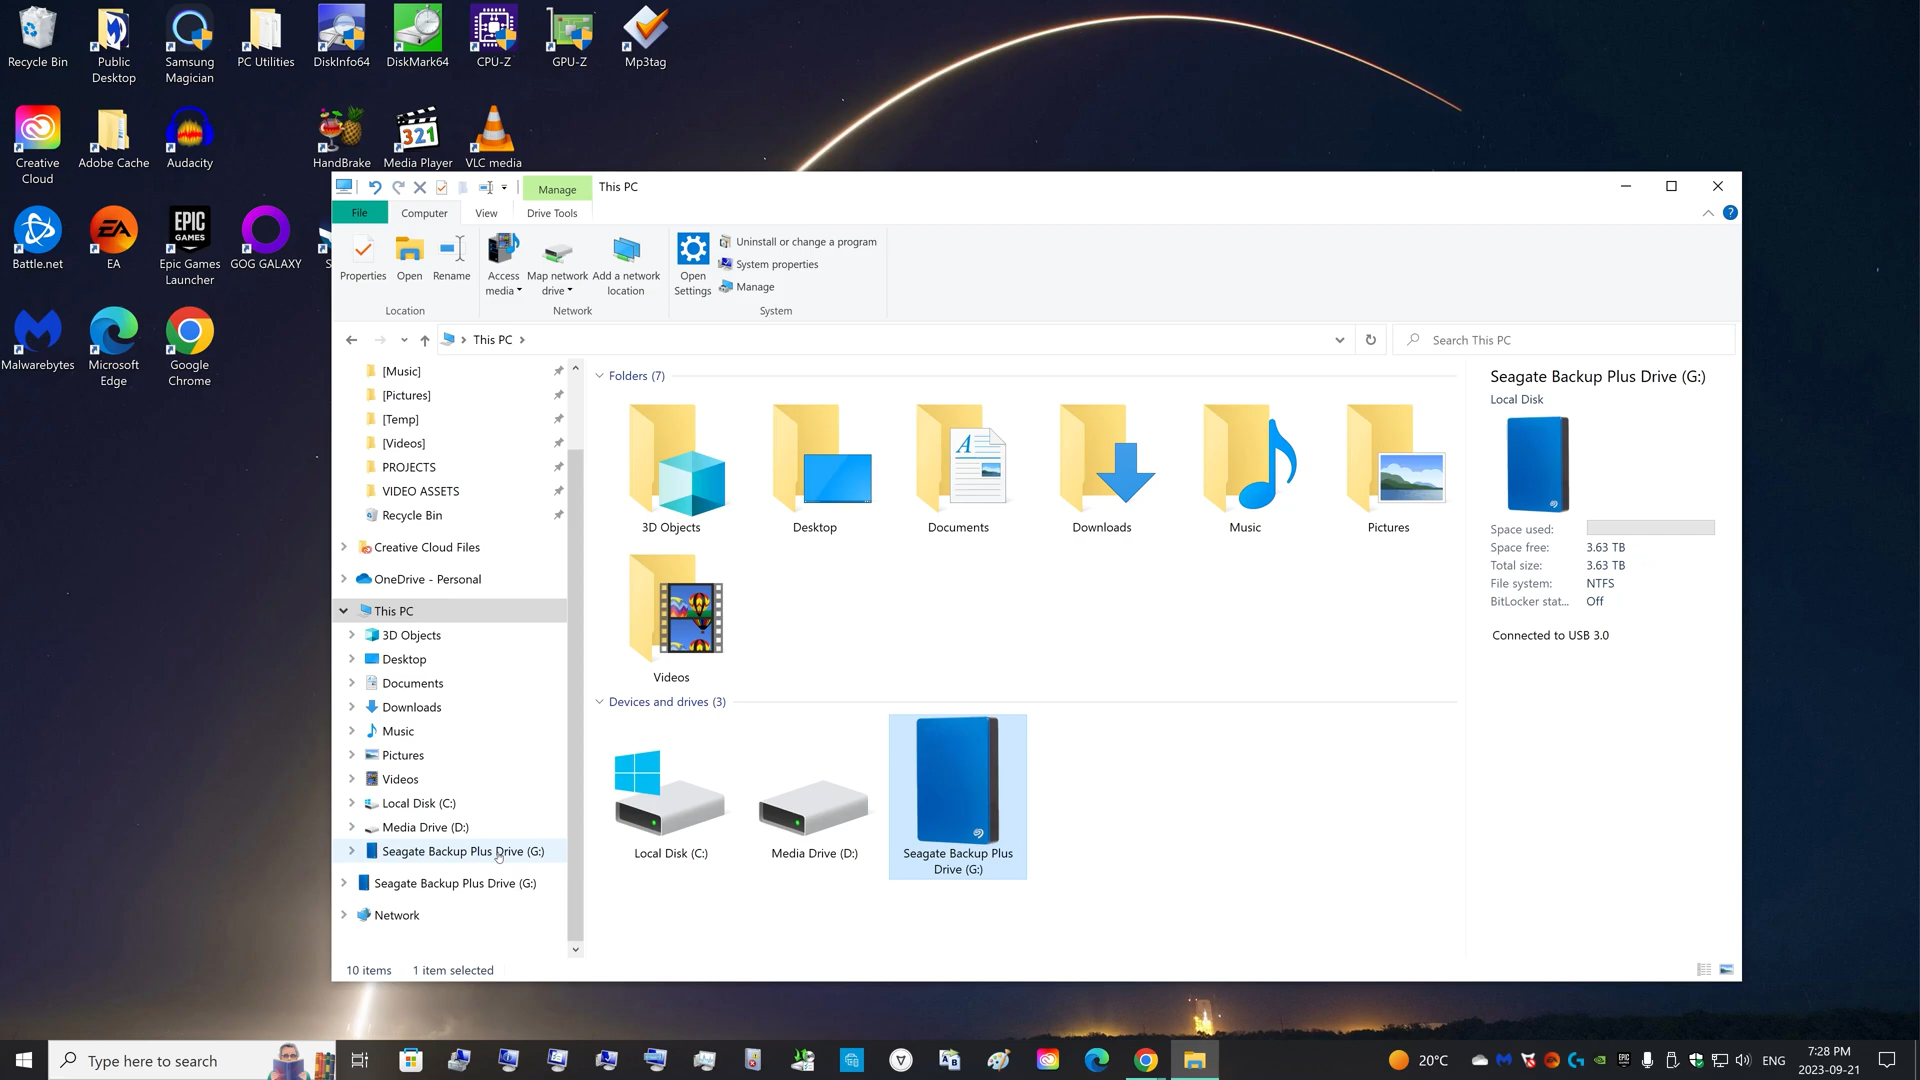 Recycle Bin
Public
Desktop
Samsung
Magician
PC Utilities
DiskInfo64
DiskMark64
CPU-Z
GPU-Z
Mp3tag
Creative
Cloud
Adobe Cache
Audacity
HandBrake
321
Media Player
VLC media
Battle.net
EA
EA
EPIC
GAMES
Epic Games
Launcher
GOG GALAXY
S
Malwarebytes
Microsoft
Edge
Google
Chrome
Manage
This PC
File
Computer
View
Drive Tools
Properties
Open
Rename
Access
media
Map network
drive
Add a network
location
Open
Settings
Uninstall or change a program
System properties
Manage
Location
Network
System
This PC
Search This PC
[Music]
[Pictures]
[Temp]
[Videos]
PROJECTS
VIDEO ASSETS
Recycle Bin
Creative Cloud Files
OneDrive - Personal
This PC
3D Objects
Desktop
Documents
Downloads
Music
Pictures
Videos
Local Disk (C:)
Media Drive (D:)
Seagate Backup Plus Drive (G:)
Seagate Backup Plus Drive (G:)
Network
Folders (7)
3D Objects
Desktop
A
Documents
Downloads
Music
Pictures
Videos
Devices and drives (3)
Local Disk (C:)
Media Drive (D:)
Seagate Backup Plus
Drive (G:)
Seagate Backup Plus Drive (G:)
Local Disk
Space used:
Space free: 3.63 TB
Total size: 3.63 TB
File system: NTFS
BitLocker stat... Off
Connected to USB 3.0
10 items 1 item selected
Type here to search
20°C
ENG
7:28 PM
2023-09-21